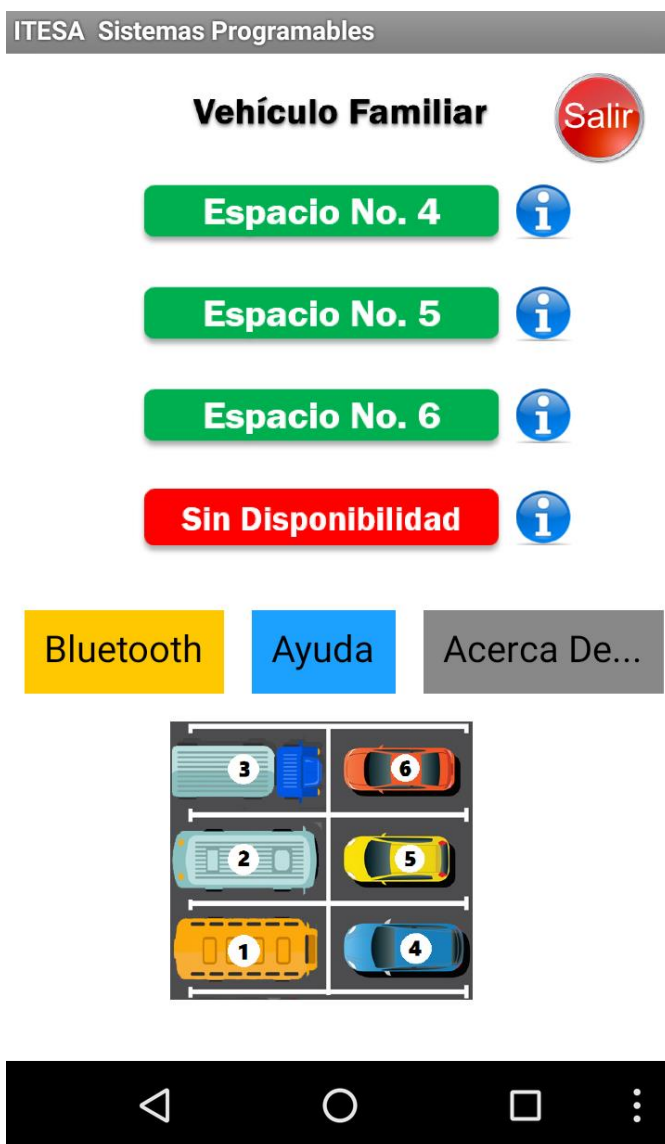 ITESA Sistemas Programables
Vehículo Familiar
Salir
Espacio No. 4
Espacio No. 5
Espacio No. 6
Sin Disponibilidad
Bluetooth
Ayuda
Acerca De...
3
6
2
5
1
4